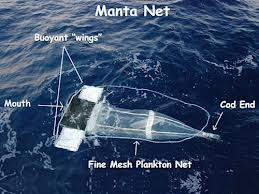 Manta Net
Buoyant "wings"
Mouth
Cod End
Fine Mesh Plankton Net